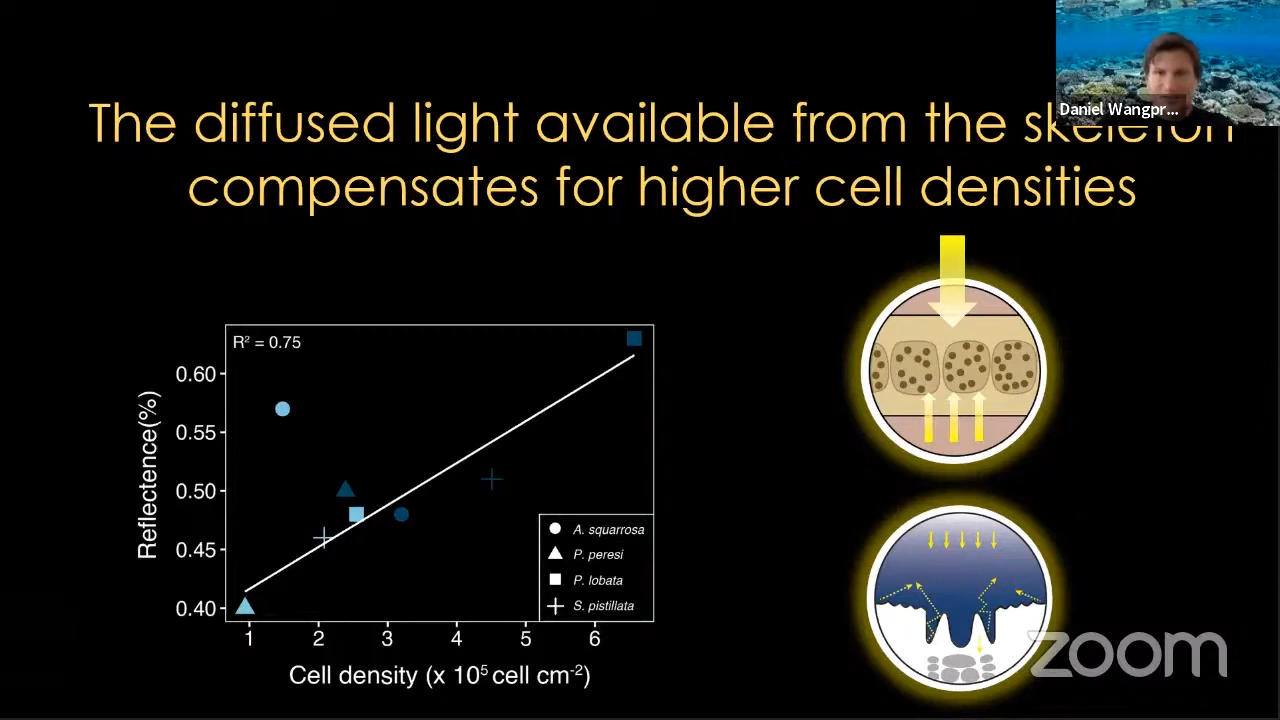 Daniel Wangpr...
The diffused light available from the skeleton
compensates for higher cell densities
R² = 0.75
Reflectence(%)
0.60
0.55
0.50
0.45
0.40
1 2 3 4 5 6
Cell density (x 10⁵ cell cm⁻²)
A. squarrosa
P. peresi
P. lobata
S. pistillata
zoom